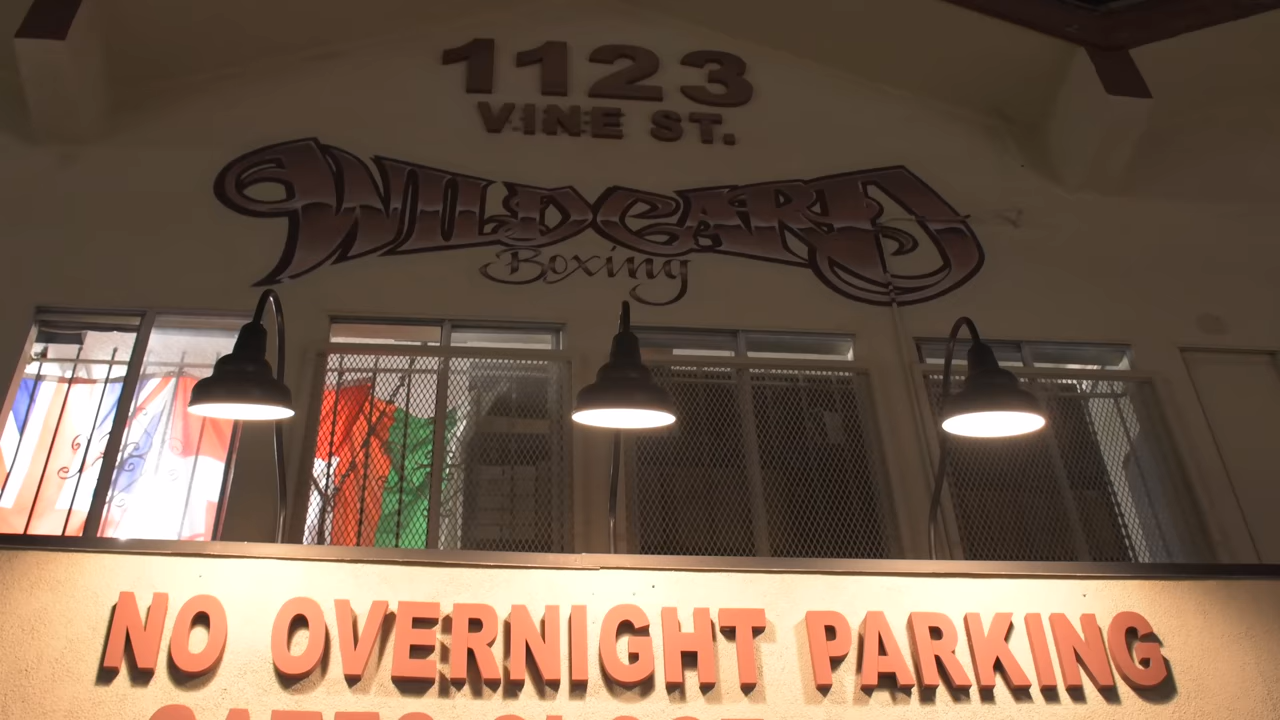 1123
VINE ST.
WILDCARD
Boxing
NO OVERNIGHT PARKING